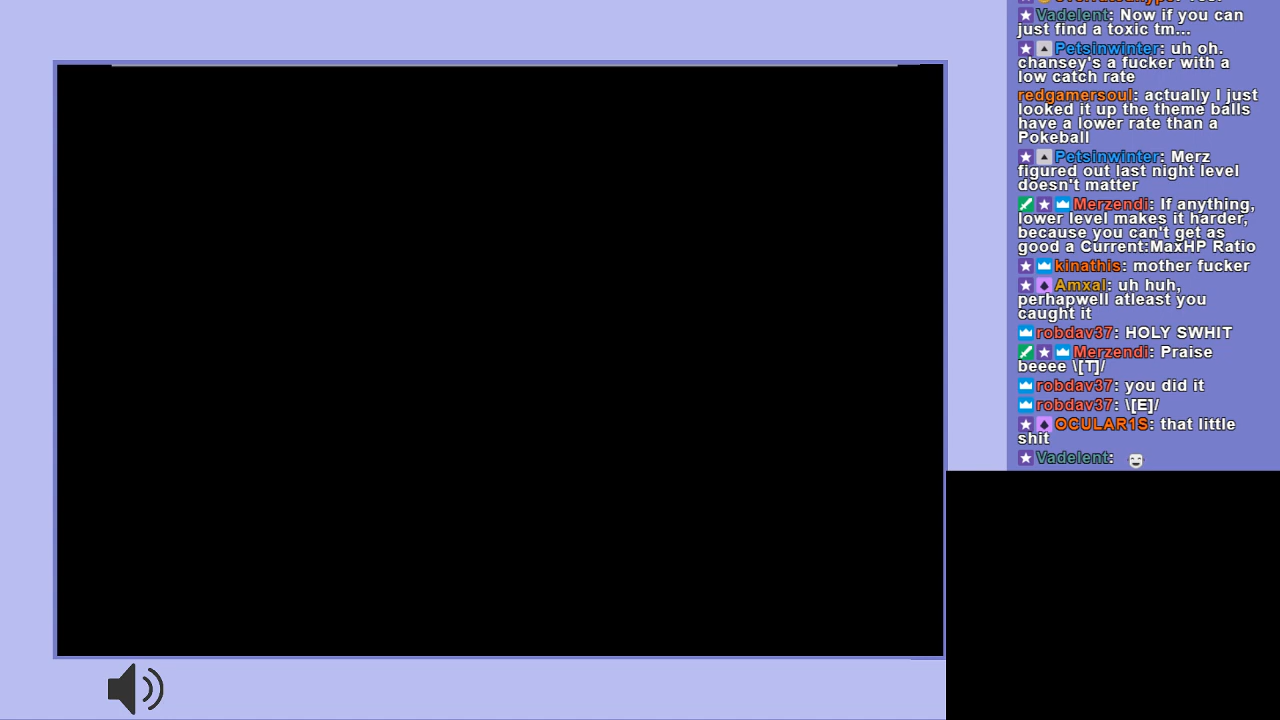 Vadelent: Now if you can
just find a toxic tm...
Petsinwinter: uh oh.
chansey's a fucker with a
low catch rate
redgamersoul: actually I just
looked it up the theme balls
have a lower rate than a
Pokeball
Petsinwinter: Merz
figured out last night level
doesn't matter
Merzendi: If anything,
lower level makes it harder,
because you can't get as
good a Current:MaxHP Ratio
kinathis: mother fucker
Amxal: uh huh,
perhapwell atleast you
caught it
robdav37: HOLY SWHIT
Merzendi: Praise
beeee \[T]/
robdav37: you did it
robdav37: \[E]/
OCULAR1S: that little
shit
Vadelent: